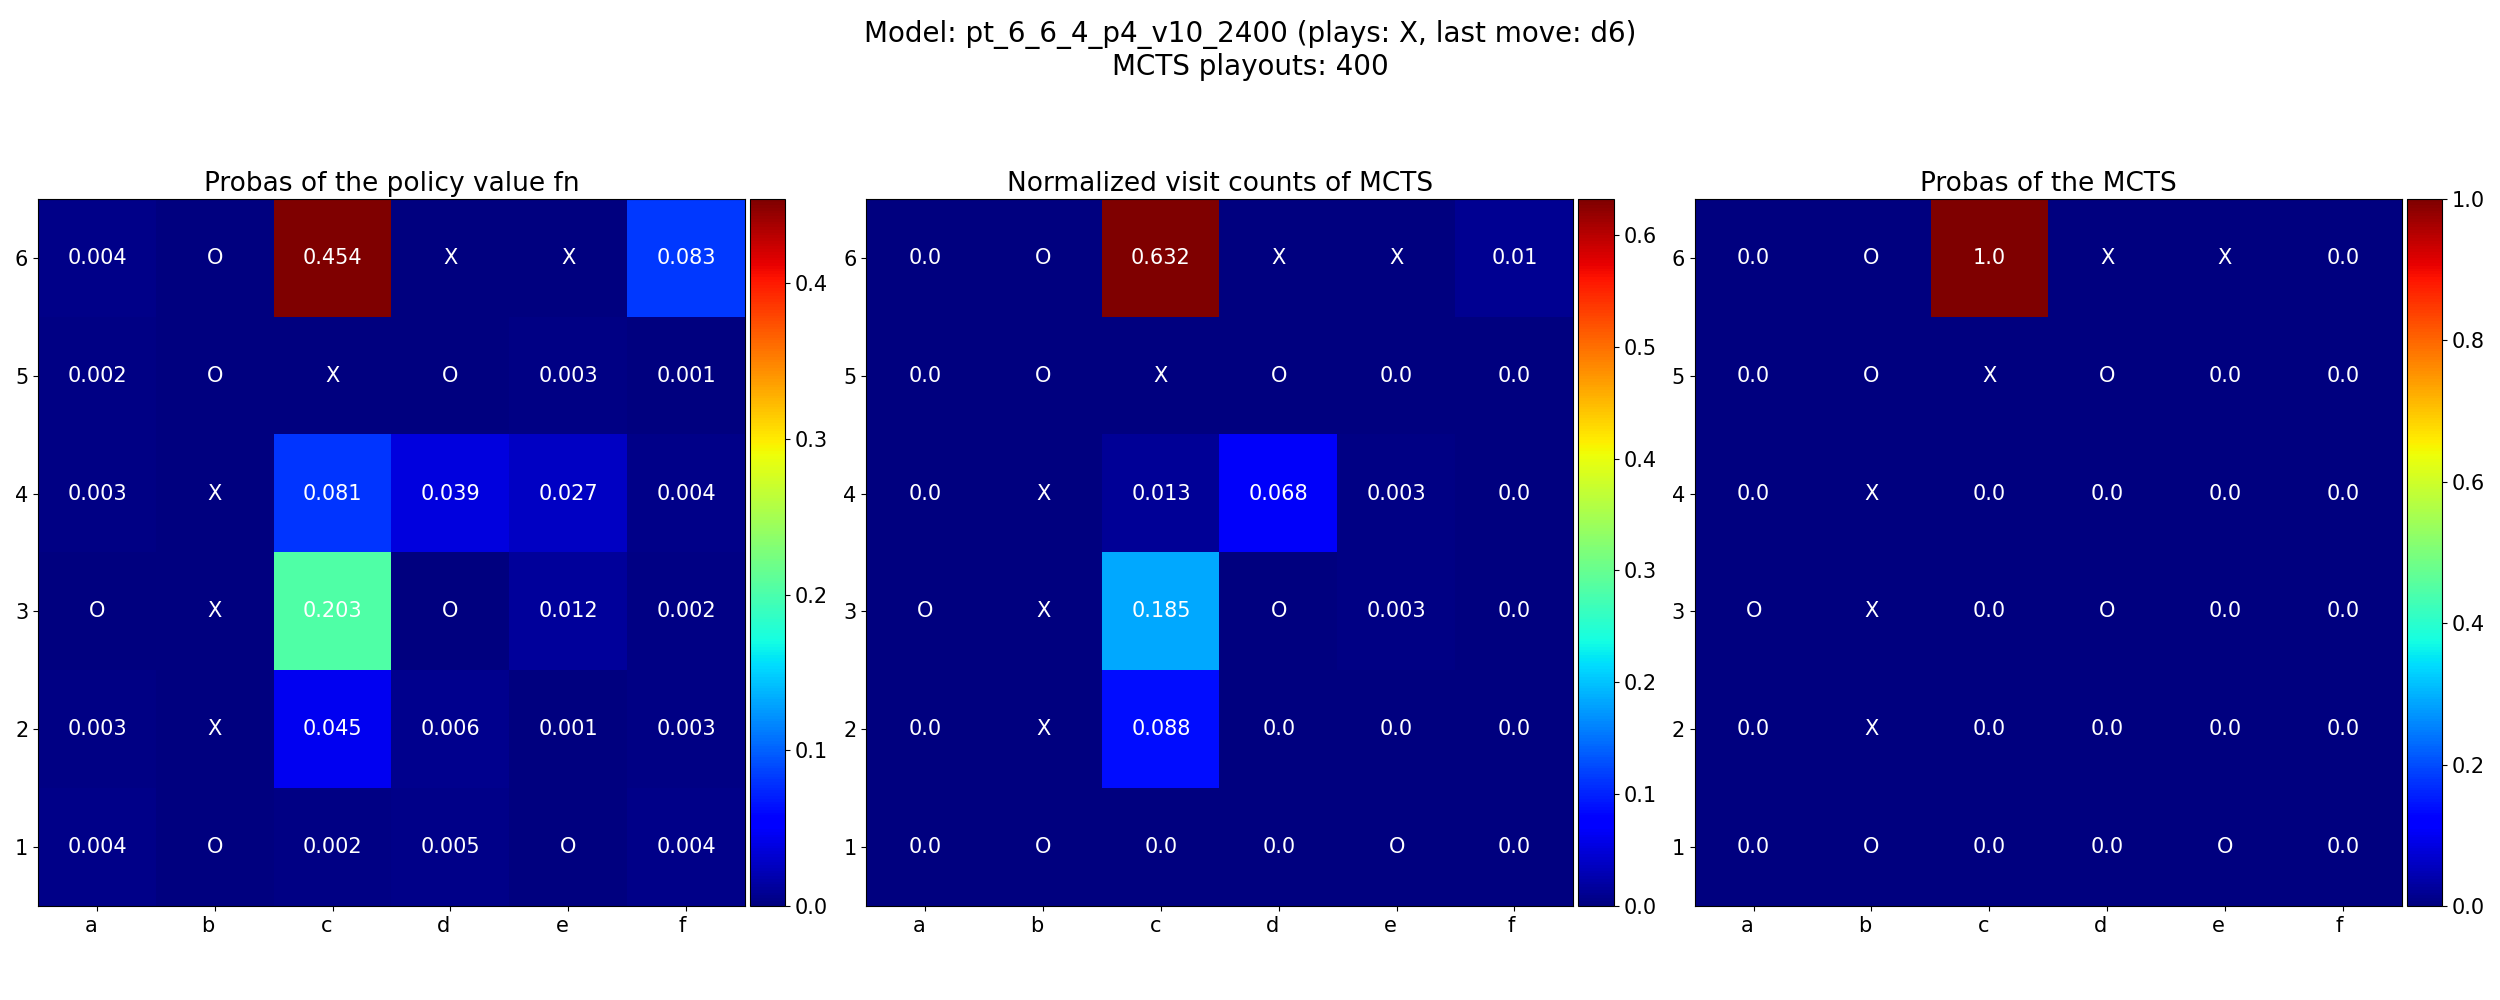 Model: pt_6_6_4_p4_v10_2400 (plays: X, last move: d6)
MCTS playouts: 400
Probas of the policy value fn
6 0.004 O 0.454 X X 0.083
5 0.002 O X O 0.003 0.001
4 0.003 X 0.081 0.039 0.027 0.004
3 O X 0.203 O 0.012 0.002
2 0.003 X 0.045 0.006 0.001 0.003
1 0.004 O 0.002 0.005 O 0.004
a b c d e f
0.4
0.3
0.2
0.1
0.0
Normalized visit counts of MCTS
6 0.0 O 0.632 X X 0.01
5 0.0 O X O 0.0 0.0
4 0.0 X 0.013 0.068 0.003 0.0
3 O X 0.185 O 0.003 0.0
2 0.0 X 0.088 0.0 0.0 0.0
1 0.0 O 0.0 0.0 O 0.0
a b c d e f
0.6
0.5
0.4
0.3
0.2
0.1
0.0
Probas of the MCTS
6 0.0 O 1.0 X X 0.0
5 0.0 O X O 0.0 0.0
4 0.0 X 0.0 0.0 0.0 0.0
3 O X 0.0 O 0.0 0.0
2 0.0 X 0.0 0.0 0.0 0.0
1 0.0 O 0.0 0.0 O 0.0
a b c d e f
1.0
0.8
0.6
0.4
0.2
0.0